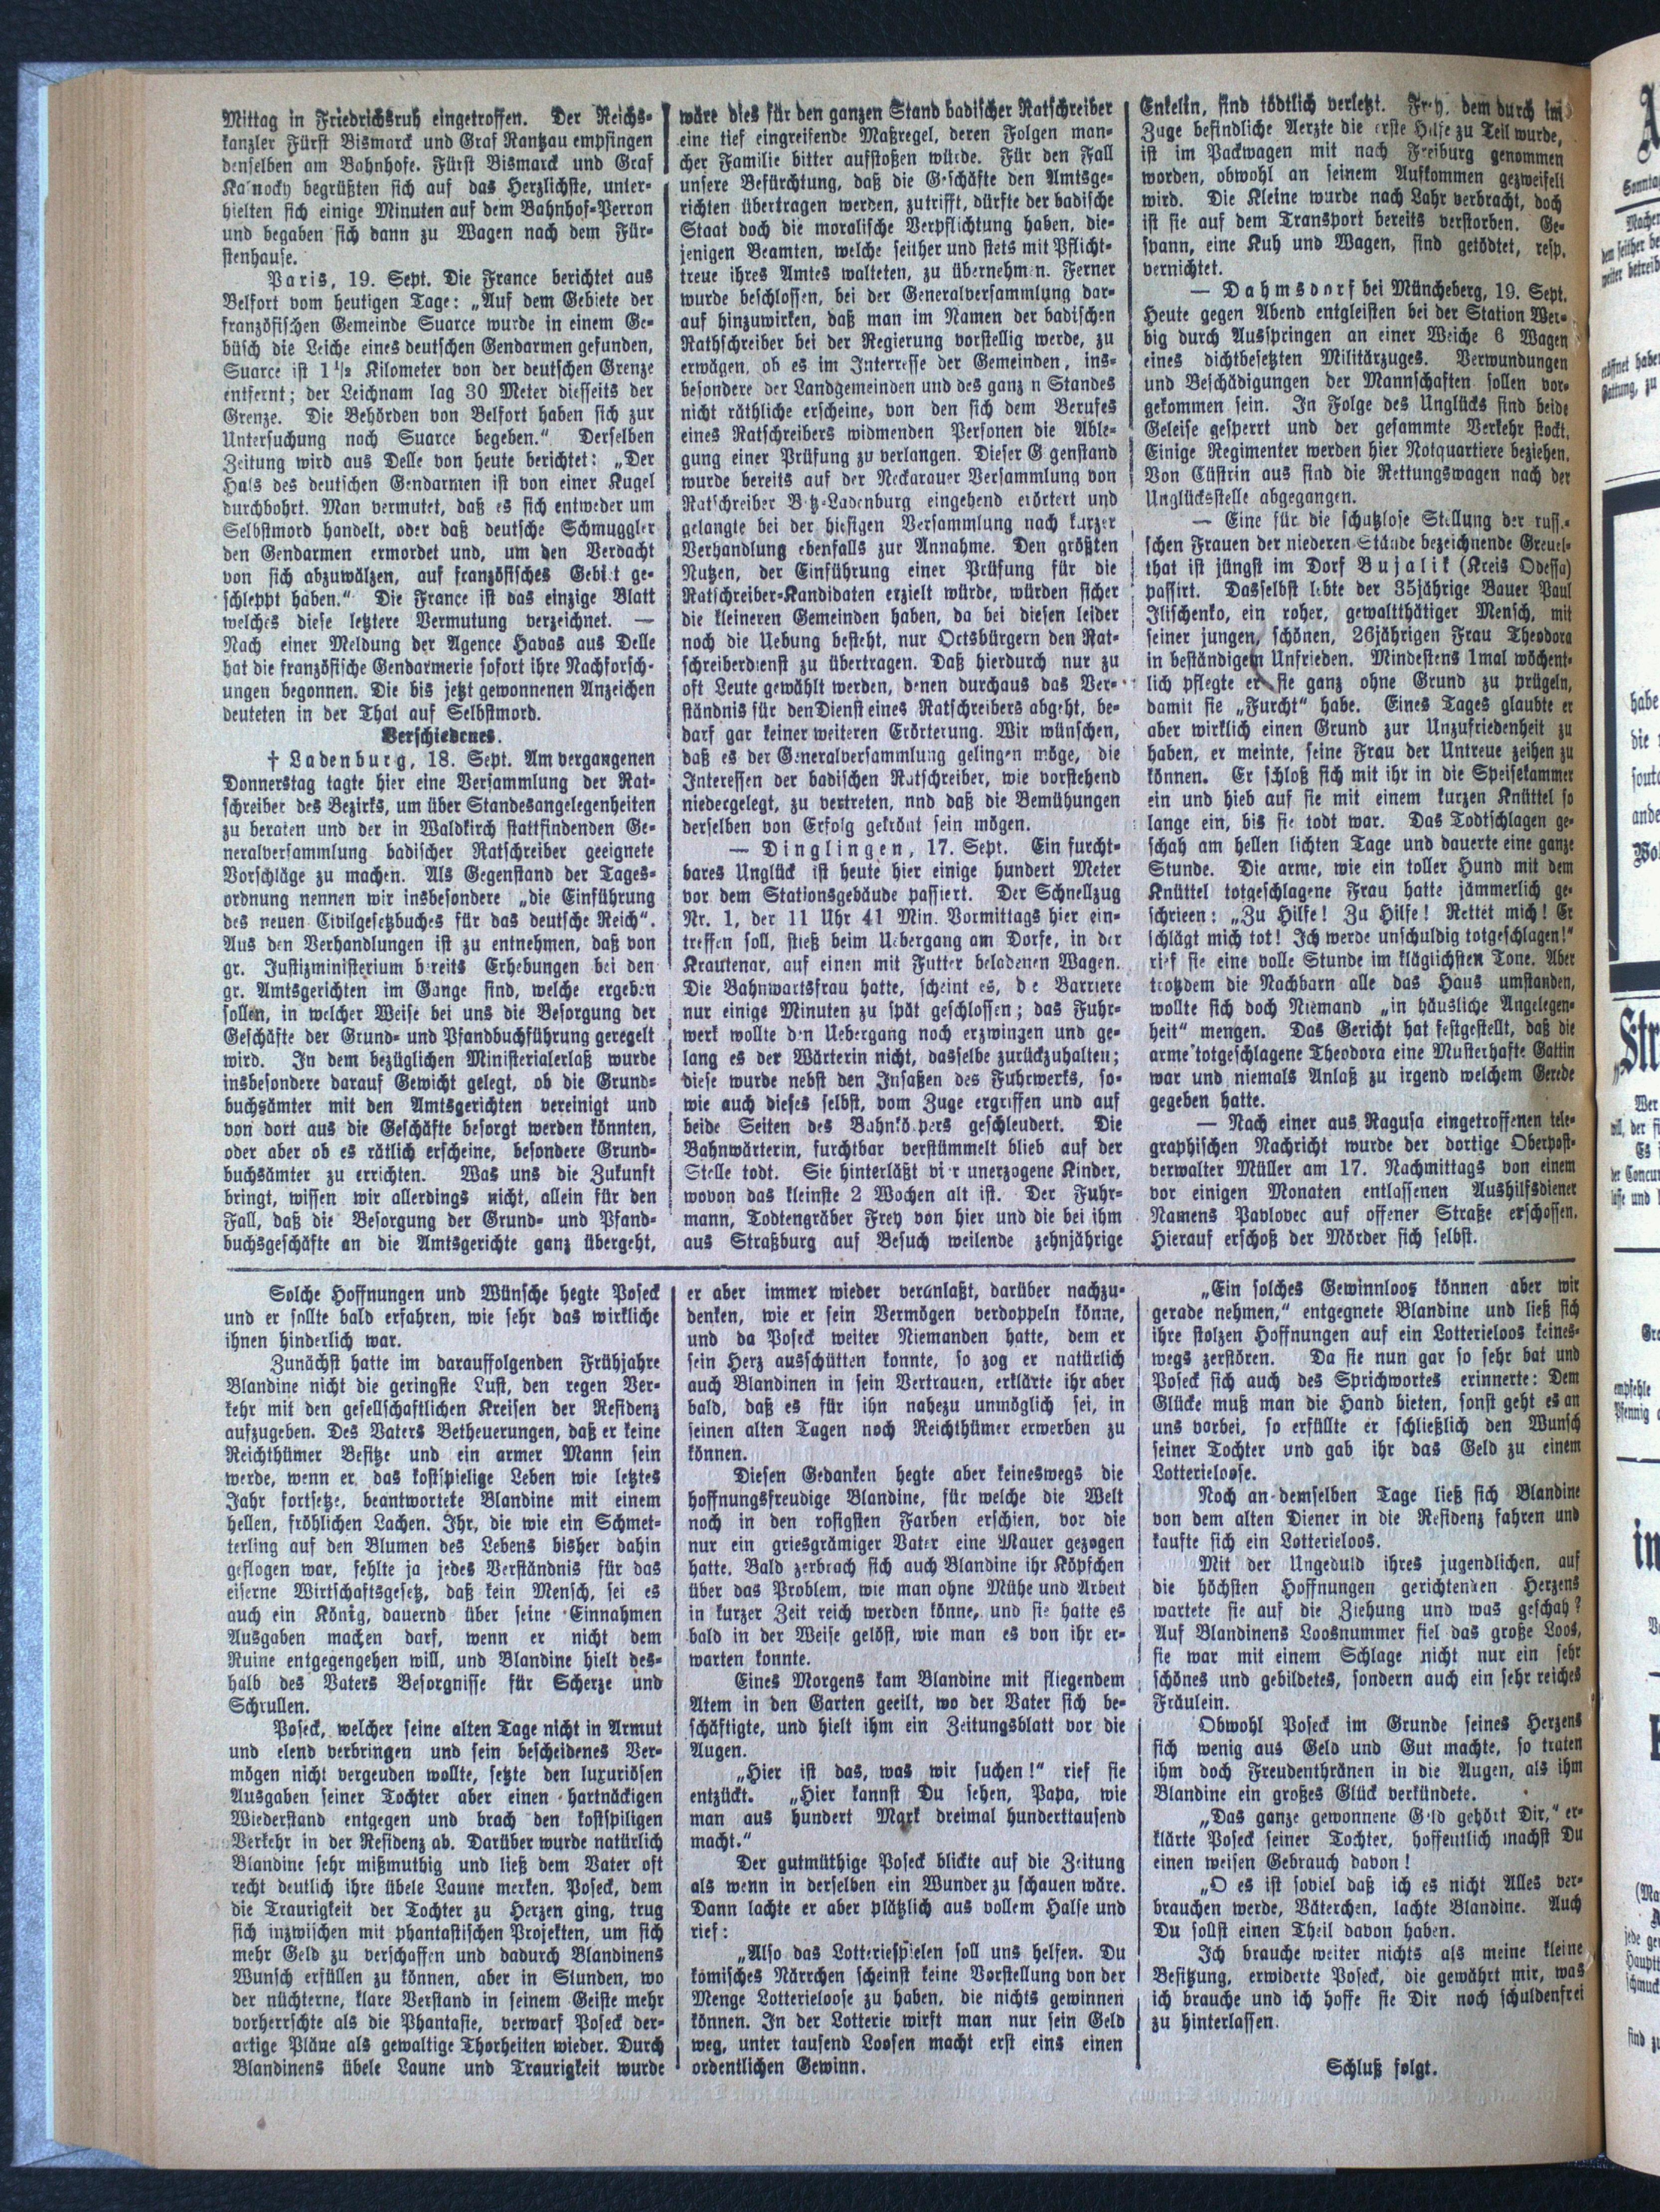 Mittag in Friedrichsruh eingetroffen. Der Reichs-
kanzler Fürst Bismarck und Graf Rantzau empfingen
denselben am Bahnhofe. Fürst Bismarck und Graf
Ka'nocky begrüßten sich auf das Herzlichste, unter-
hielten sich einige Minuten auf dem Bahnhof-Perron
und begaben sich dann zu Wagen nach dem Für-
stenhause.
Paris, 19. Sept. Die France berichtet aus
Belfort vom heutigen Tage: „Auf dem Gebiete der
französischen Gemeinde Suarce wurde in einem Ge-
büsch die Leiche eines deutschen Gendarmen gefunden,
Suarce ist 1 1/2 Kilometer von der deutschen Grenze
entfernt; der Leichnam lag 30 Meter diesseits der
Grenze. Die Behörden von Belfort haben sich zur
Untersuchung nach Suarce begeben.“ Derselben
Zeitung wird aus Delle von heute berichtet: „Der
Hals des deutschen Gendarmen ist von einer Kugel
durchbohrt. Man vermutet, daß es sich entweder um
Selbstmord handelt, oder daß deutsche Schmuggler
den Gendarmen ermordet und, um den Verdacht
von sich abzuwälzen, auf französisches Gebi t ge-
schleppt haben.“ Die France ist das einzige Blatt
welches diese letztere Vermutung verzeichnet. —
Nach einer Meldung der Agence Havas aus Delle
hat die französische Gendarmerie sofort ihre Nachforsch-
ungen begonnen. Die bis jetzt gewonnenen Anzeichen
deuteten in der That auf Selbstmord.
Verschiedenes.
† Ladenburg, 18. Sept. Am vergangenen
Donnerstag tagte hier eine Versammlung der Rat-
schreiber des Bezirks, um über Standesangelegenheiten
zu beraten und der in Waldkirch stattfindenden Ge-
neralversammlung badischer Ratschreiber geeignete
Vorschläge zu machen. Als Gegenstand der Tages-
ordnung nennen wir insbesondere „die Einführung
des neuen Civilgesetzbuches für das deutsche Reich“.
Aus den Verhandlungen ist zu entnehmen, daß von
gr. Justizministerium bereits Erhebungen bei den
gr. Amtsgerichten im Gange sind, welche ergeben
sollen, in welcher Weise bei uns die Besorgung der
Geschäfte der Grund- und Pfandbuchführung geregelt
wird. In dem bezüglichen Ministerialerlaß wurde
insbesondere darauf Gewicht gelegt, ob die Grund-
buchsämter mit den Amtsgerichten vereinigt und
von dort aus die Geschäfte besorgt werden könnten,
oder aber ob es rätlich erscheine, besondere Grund-
buchsämter zu errichten. Was uns die Zukunft
bringt, wissen wir allerdings nicht, allein für den
Fall, daß die Besorgung der Grund- und Pfand-
buchsgeschäfte an die Amtsgerichte ganz übergeht,
wäre dies für den ganzen Stand badischer Ratschreiber
eine tief eingreifende Maßregel, deren Folgen man-
cher Familie bitter aufstoßen würde. Für den Fall
unsere Befürchtung, daß die Geschäfte den Amtsge-
richten übertragen werden, zutrifft, dürfte der badische
Staat doch die moralische Verpflichtung haben, die-
jenigen Beamten, welche seither und stets mit Pflicht-
treue ihres Amtes walteten, zu übernehmen. Ferner
wurde beschlossen, bei der Generalversammlung dar-
auf hinzuwirken, daß man im Namen der badischen
Rathschreiber bei der Regierung vorstellig werde, zu
erwägen, ob es im Interresse der Gemeinden, ins-
besondere der Landgemeinden und des ganz n Standes
nicht räthliche erscheine, von den sich dem Berufes
eines Ratschreibers widmenden Personen die Able-
gung einer Prüfung zu verlangen. Dieser G genstand
wurde bereits auf der Neckarauer Versammlung von
Ratschreiber B tz-Ladenburg eingehend erörtert und
gelangte bei der hiesigen Versammlung nach kurzer
Verhandlung ebenfalls zur Annahme. Den größten
Nutzen, der Einführung einer Prüfung für die
Ratschreiber-Kandidaten erzielt würde, würden sicher
die kleineren Gemeinden haben, da bei diesen leider
noch die Uebung besteht, nur Octsbürgern den Rat-
schreiberdienst zu übertragen. Daß hierdurch nur zu
oft Leute gewählt werden, denen durchaus das Ver-
ständnis für den Dienst eines Ratschreibers abgeht, be-
darf gar keiner weiteren Erörterung. Wir wünschen,
daß es der Generalversammlung gelingen möge, die
Interessen der badischen Ratschreiber, wie vorstehend
niedergelegt, zu vertreten, nnd daß die Bemühungen
derselben von Erfolg gekrönt sein mögen.
— Dinglingen, 17. Sept. Ein furcht-
bares Unglück ist heute hier einige hundert Meter
vor dem Stationsgebäude passiert. Der Schnellzug
Nr. 1, der 11 Uhr 41 Min. Vormittags hier ein-
treffen soll, stieß beim Uebergang am Dorfe, in der
Krautenar, auf einen mit Futter beladenen Wagen.
Die Bahnwartsfrau hatte, scheint es, d e Barriere
nur einige Minuten zu spät geschlossen; das Fuhr-
werk wollte den Uebergang noch erzwingen und ge-
lang es der Wärterin nicht, dasselbe zurückzuhalten;
diese wurde nebst den Insaßen des Fuhrwerks, so-
wie auch dieses selbst, vom Zuge ergriffen und auf
beide Seiten des Bahnkö.pers geschleudert. Die
Bahnwärterin, furchtbar verstümmelt blieb auf der
Stelle todt. Sie hinterläßt vier unerzogene Kinder,
wovon das kleinste 2 Wochen alt ist. Der Fuhr-
mann, Todtengräber Frey von hier und die bei ihm
aus Straßburg auf Besuch weilende zehnjährige
Enkelin, sind tödtlich verletzt. Frey, dem durch im
Zuge befindliche Aerzte die erste Hilfe zu Teil wurde,
ist im Packwagen mit nach Freiburg genommen
worden, obwohl an seinem Aufkommen gezweifelt
wird. Die Kleine wurde nach Lahr verbracht, doch
ist sie auf dem Transport bereits verstorben. Ge-
spann, eine Kuh und Wagen, sind getödtet, resp.
vernichtet.
— Dahmsdorf bei Müncheberg, 19. Sept.
Heute gegen Abend entgleisten bei der Station Wer-
big durch Ausspringen an einer Weiche 6 Wagen
eines dichtbesetzten Militärzuges. Verwundungen
und Beschädigungen der Mannschaften sollen vor-
gekommen sein. In Folge des Unglücks sind beide
Geleise gesperrt und der gesammte Verkehr stockt.
Einige Regimenter werden hier Notquartiere beziehen.
Von Cüstrin aus sind die Rettungswagen nach der
Unglücksstelle abgegangen.
— Eine für die schutzlose Stellung der russ.-
schen Frauen der niederen Stände bezeichnende Greuel-
that ist jüngst im Dorf Bujalik (Kreis Odessa)
passirt. Dasselbst lebte der 35jährige Bauer Paul
Ilischenko, ein roher, gewaltthätiger Mensch, mit
seiner jungen, schönen, 26jährigen Frau Theodora
in beständigem Unfrieden. Mindestens 1mal wöchent-
lich pflegte er sie ganz ohne Grund zu prügeln,
damit sie „Furcht“ habe. Eines Tages glaubte er
aber wirklich einen Grund zur Unzufriedenheit zu
haben, er meinte, seine Frau der Untreue zeihen zu
können. Er schloß sich mit ihr in die Speisekammer
ein und hieb auf sie mit einem kurzen Knüttel so
lange ein, bis sie todt war. Das Todtschlagen ge-
schah am hellen lichten Tage und dauerte eine ganze
Stunde. Die arme, wie ein toller Hund mit dem
Knüttel totgeschlagene Frau hatte jämmerlich ge-
schrieen: „Zu Hilfe! Zu Hilfe! Rettet mich! Er
schlägt mich tot! Ich werde unschuldig totgeschlagen!“
rief sie eine volle Stunde im kläglichsten Tone. Aber
trotzdem die Nachbarn alle das Haus umstanden,
wollte sich doch Niemand „in häusliche Angelegen-
heit“ mengen. Das Gericht hat festgestellt, daß die
arme totgeschlagene Theodora eine Musterhafte Gattin
war und niemals Anlaß zu irgend welchem Gerede
gegeben hatte.
— Nach einer aus Ragusa eingetroffenen tele-
graphischen Nachricht wurde der dortige Oberpost-
verwalter Müller am 17. Nachmittags von einem
vor einigen Monaten entlassenen Aushilfsdiener
Namens Pavlovec auf offener Straße erschossen.
Hierauf erschoß der Mörder sich selbst.
Solche Hoffnungen und Wünsche hegte Poseck
und er sollte bald erfahren, wie sehr das wirkliche
ihnen hinderlich war.
Zunächst hatte im darauffolgenden Frühjahre
Blandine nicht die geringste Lust, den regen Ver-
kehr mit den gesellschaftlichen Kreisen der Residenz
aufzugeben. Des Vaters Betheuerungen, daß er keine
Reichthümer Besitze und ein armer Mann sein
werde, wenn er das kostspielige Leben wie letztes
Jahr fortsetze, beantwortete Blandine mit einem
hellen, fröhlichen Lachen. Ihr, die wie ein Schmet-
terling auf den Blumen des Lebens bisher dahin
geflogen war, fehlte ja jedes Verständnis für das
eiserne Wirtschaftsgesetz, daß kein Mensch, sei es
auch ein König, dauernd über seine Einnahmen
Ausgaben machen darf, wenn er nicht dem
Ruine entgegengehen will, und Blandine hielt des-
halb des Vaters Besorgnisse für Scherze und
Schrullen.
Poseck, welcher seine alten Tage nicht in Armut
und elend verbringen und sein bescheidenes Ver-
mögen nicht vergeuden wollte, setzte den luxuriösen
Ausgaben seiner Tochter aber einen hartnäckigen
Wiederstand entgegen und brach den kostspiligen
Verkehr in der Residenz ab. Darüber wurde natürlich
Blandine sehr mißmuthig und ließ dem Vater oft
recht deutlich ihre übele Laune merken. Poseck, dem
die Traurigkeit der Tochter zu Herzen ging, trug
sich inzwischen mit phantastischen Projekten, um sich
mehr Geld zu verschaffen und dadurch Blandinens
Wunsch erfüllen zu können, aber in Stunden, wo
der nüchterne, klare Verstand in seinem Geiste mehr
vorherrschte als die Phantasie, verwarf Poseck der-
artige Pläne als gewaltige Thorheiten wieder. Durch
Blandinens übele Laune und Traurigkeit wurde
er aber immer wieder veranlaßt, darüber nachzu-
denken, wie er sein Vermögen verdoppeln könne,
und da Poseck weiter Niemanden hatte, dem er
sein Herz ausschütten konnte, so zog er natürlich
auch Blandinen in sein Vertrauen, erklärte ihr aber
bald, daß es für ihn nahezu unmöglich sei, in
seinen alten Tagen noch Reichthümer erwerben zu
können.
Diesen Gedanken hegte aber keineswegs die
hoffnungsfreudige Blandine, für welche die Welt
noch in den rosigsten Farben erschien, vor die
nur ein griesgrämiger Vater eine Mauer gezogen
hatte. Bald zerbrach sich auch Blandine ihr Köpfchen
über das Problem, wie man ohne Mühe und Arbeit
in kurzer Zeit reich werden könne, und sie hatte es
bald in der Weise gelöst, wie man es von ihr er-
warten konnte.
Eines Morgens kam Blandine mit fliegendem
Atem in den Garten geeilt, wo der Vater sich be-
schäftigte, und hielt ihm ein Zeitungsblatt vor die
Augen.
„Hier ist das, was wir suchen!“ rief sie
entzückt. „Hier kannst Du sehen, Papa, wie
man aus hundert Mark dreimal hunderttausend
macht.“
Der gutmüthige Poseck blickte auf die Zeitung
als wenn in derselben ein Wunder zu schauen wäre.
Dann lachte er aber plätzlich aus vollem Halse und
rief:
„Also das Lotteriespielen soll uns helfen. Du
komisches Närrchen scheinst keine Vorstellung von der
Menge Lotterieloose zu haben, die nichts gewinnen
können. In der Lotterie wirft man nur sein Geld
weg, unter tausend Loosen macht erst eins einen
ordentlichen Gewinn.
„Ein solches Gewinnloos können aber wir
gerade nehmen,“ entgegnete Blandine und ließ sich
ihre stolzen Hoffnungen auf ein Lotterieloos keines-
wegs zerstören. Da sie nun gar so sehr bat und
Poseck sich auch des Sprichwortes erinnerte: Dem
Glücke muß man die Hand bieten, sonst geht es an
uns vorbei, so erfüllte er schließlich den Wunsch
seiner Tochter und gab ihr das Geld zu einem
Lotterieloose.
Noch an demselben Tage ließ sich Blandine
von dem alten Diener in die Residenz fahren und
kaufte sich ein Lotterieloos.
Mit der Ungeduld ihres jugendlichen, auf
die höchsten Hoffnungen gerichtenden Herzens
wartete sie auf die Ziehung und was geschah?
Auf Blandinens Loosnummer fiel das große Loos,
sie war mit einem Schlage nicht nur ein sehr
schönes und gebildetes, sondern auch ein sehr reiches
Fräulein.
Obwohl Poseck im Grunde seines Herzens
sich wenig aus Geld und Gut machte, so traten
ihm doch Freudenthränen in die Augen, als ihm
Blandine ein großes Glück verkündete.
„Das ganze gewonnene Geld gehört Dir,“ er-
klärte Poseck seiner Tochter, hoffentlich machst Du
einen weisen Gebrauch davon!
„O es ist soviel daß ich es nicht Alles ver-
brauchen werde, Väterchen, lachte Blandine. Auch
Du sollst einen Theil davon haben.
Ich brauche weiter nichts als meine kleine
Besitzung, erwiderte Poseck, die gewährt mir, was
ich brauche und ich hoffe sie Dir noch schuldenfrei
zu hinterlassen.
Schluß folgt.